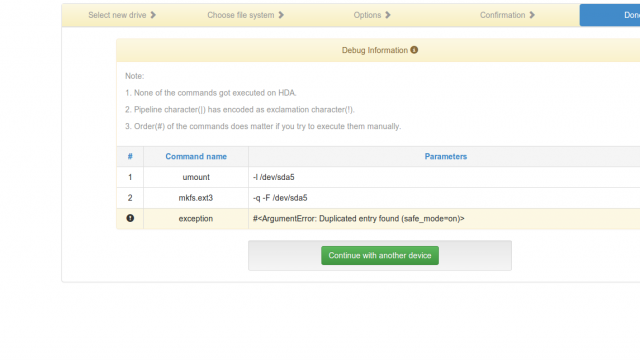 Select new drive
Choose file system
Options
Confirmation
Done
Debug Information
Note:
1. None of the commands got executed on HDA.
2. Pipeline character(|) has encoded as exclamation character(!).
3. Order(#) of the commands does matter if you try to execute them manually.
# Command name Parameters
1 umount -l /dev/sda5
2 mkfs.ext3 -q -F /dev/sda5
exception #<ArgumentError: Duplicated entry found (safe_mode=on)>
Continue with another device